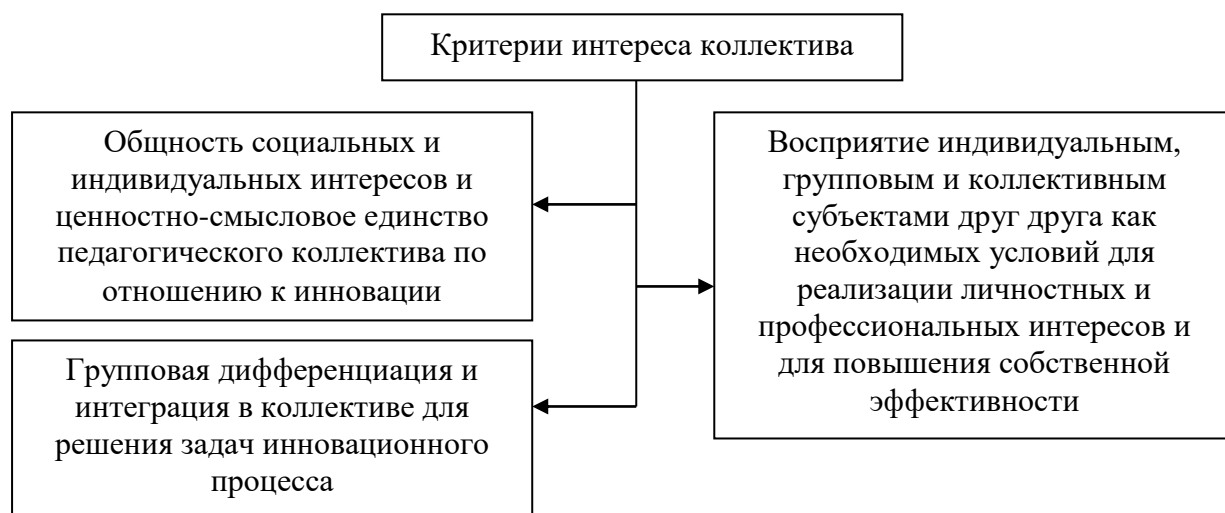 Критерии интереса коллектива
Общность социальных и
индивидуальных интересов и
ценностно-смысловое единство
педагогического коллектива по
отношению к инновации
Восприятие индивидуальным,
групповым и коллективным
субъектами друг друга как
необходимых условий для
реализации личностных и
профессиональных интересов и
для повышения собственной
эффективности
Групповая дифференциация и
интеграция в коллективе для
решения задач инновационного
процесса